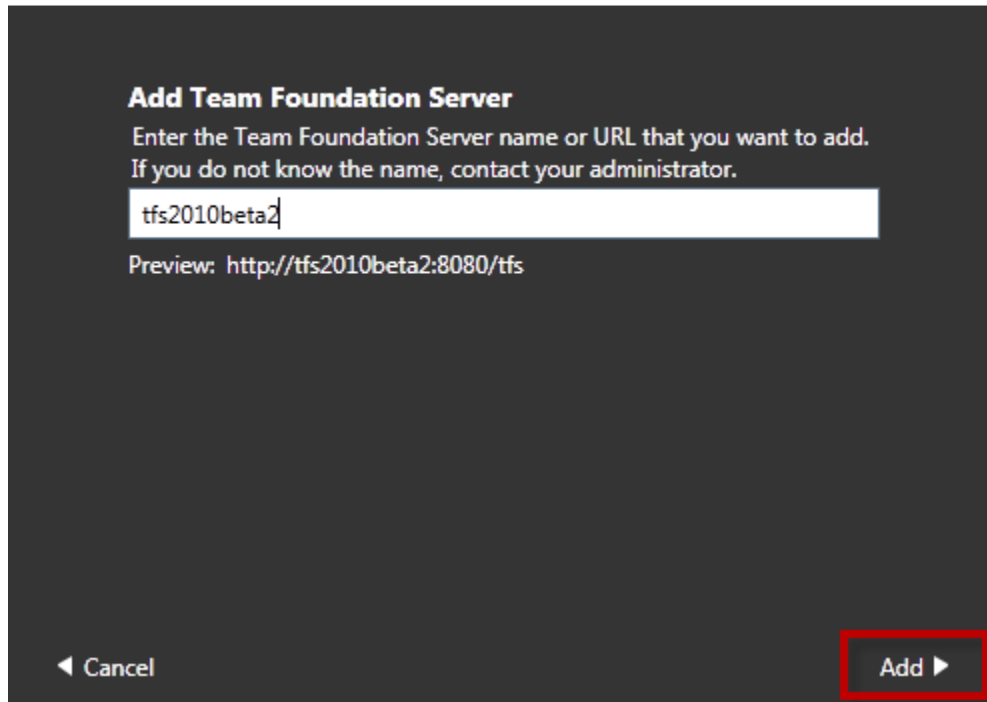 Add Team Foundation Server
Enter the Team Foundation Server name or URL that you want to add.
If you do not know the name, contact your administrator.
tfs2010beta2
Preview: http://tfs2010beta2:8080/tfs
Cancel
Add